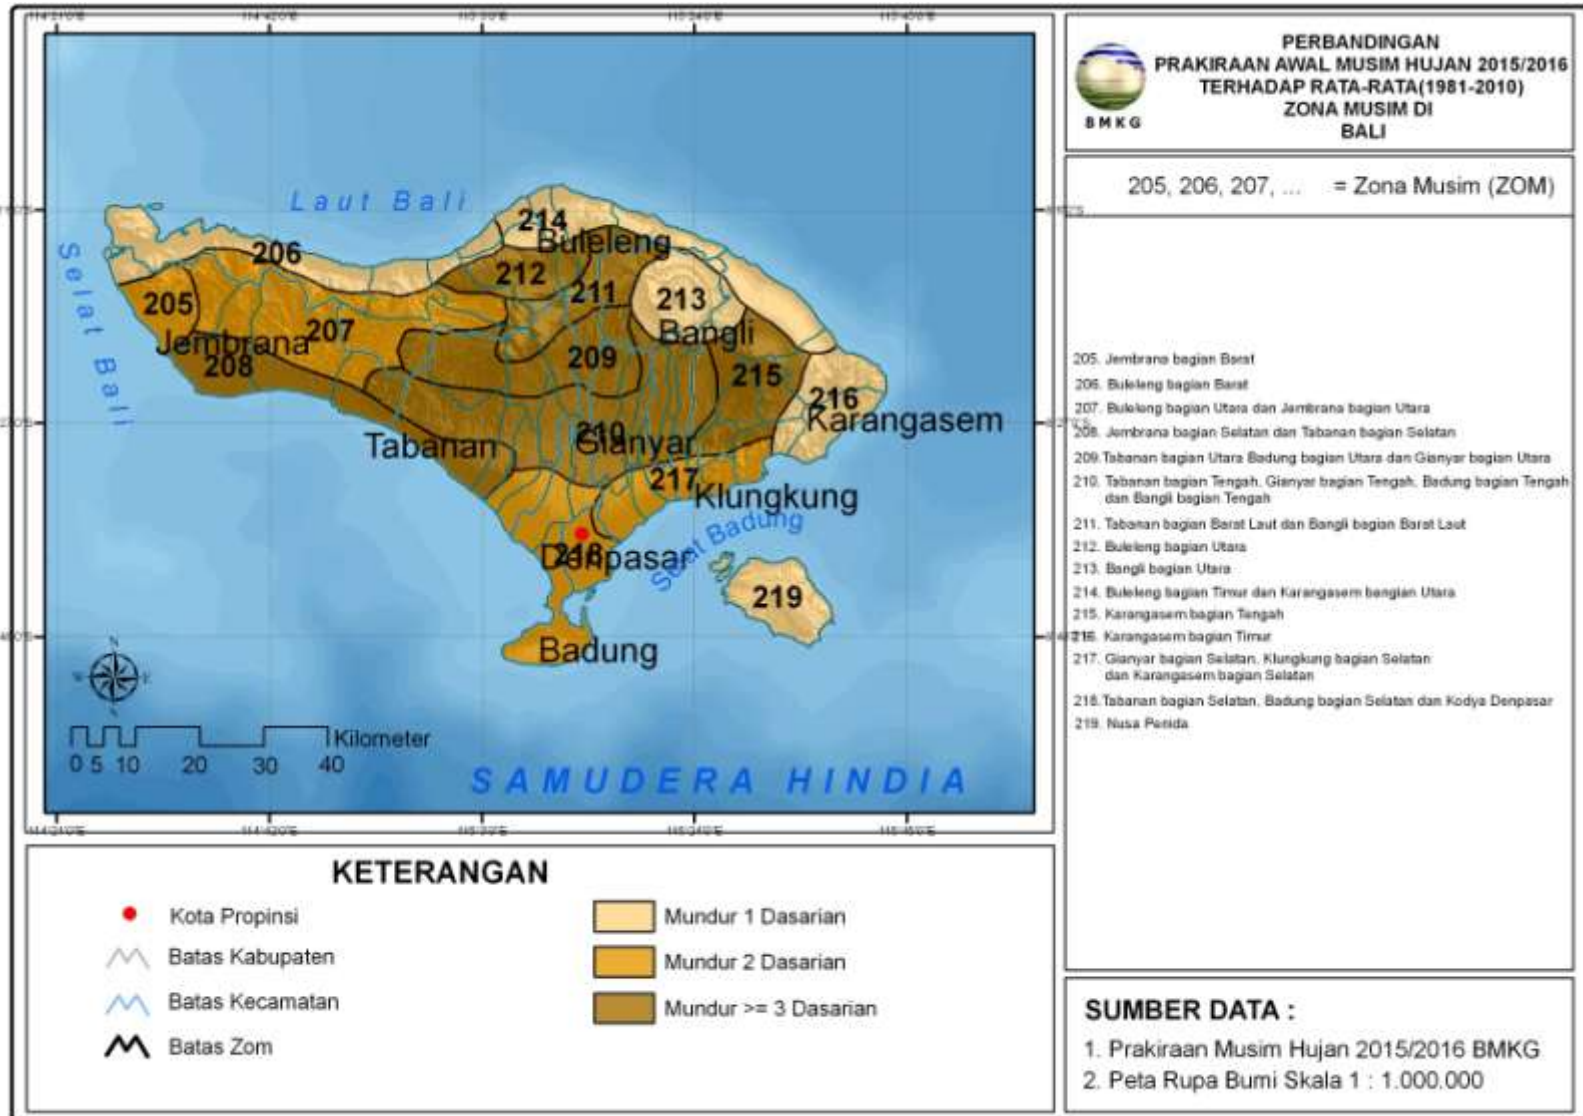 PERBANDINGAN
PRAKIRAAN AWAL MUSIM HUJAN 2015/2016
TERHADAP RATA-RATA(1981-2010)
ZONA MUSIM DI
BALI
BMKG
205, 206, 207, ... = Zona Musim (ZOM)
Laut Bali
Selat Bali
214
Buleleng
206
212
211
213
205
Bangli
207
Jembrana
208
209
215
216
Karangasem
210
Gianyar
Tabanan
217
Klungkung
Selat Badung
218
Denpasar
219
Badung
Kilometer
0 5 10 20 30 40
SAMUDERA HINDIA
205. Jembrana bagian Barat
206. Buleleng bagian Barat
207. Buleleng bagian Utara dan Jembrana bagian Utara
208. Jembrana bagian Selatan dan Tabanan bagian Selatan
209.Tabanan bagian Utara Badung bagian Utara dan Gianyar bagian Utara
210. Tabanan bagian Tengah, Gianyar bagian Tengah, Badung bagian Tengah
dan Bangli bagian Tengah
211. Tabanan bagian Barat Laut dan Bangli bagian Barat Laut
212. Buleleng bagian Utara
213. Bangli bagian Utara
214. Buleleng bagian Timur dan Karangasem bangian Utara
215. Karangasem bagian Tengah
216. Karangasem bagian Timur
217. Gianyar bagian Selatan, Klungkung bagian Selatan
dan Karangasem bagian Selatan
218.Tabanan bagian Selatan, Badung bagian Selatan dan Kodya Denpasar
219. Nusa Penida
KETERANGAN
Kota Propinsi
Batas Kabupaten
Batas Kecamatan
Batas Zom
Mundur 1 Dasarian
Mundur 2 Dasarian
Mundur >= 3 Dasarian
SUMBER DATA :
1. Prakiraan Musim Hujan 2015/2016 BMKG
2. Peta Rupa Bumi Skala 1 : 1.000.000